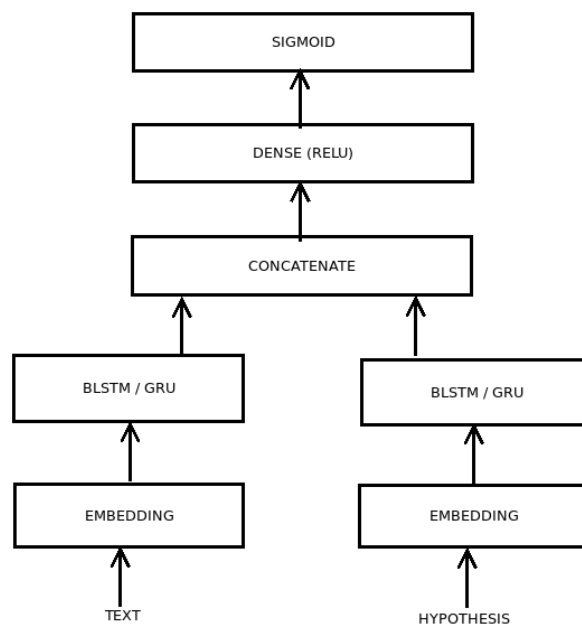 SIGMOID
DENSE (RELU)
CONCATENATE
BLSTM / GRU
BLSTM / GRU
EMBEDDING
EMBEDDING
TEXT
HYPOTHESIS